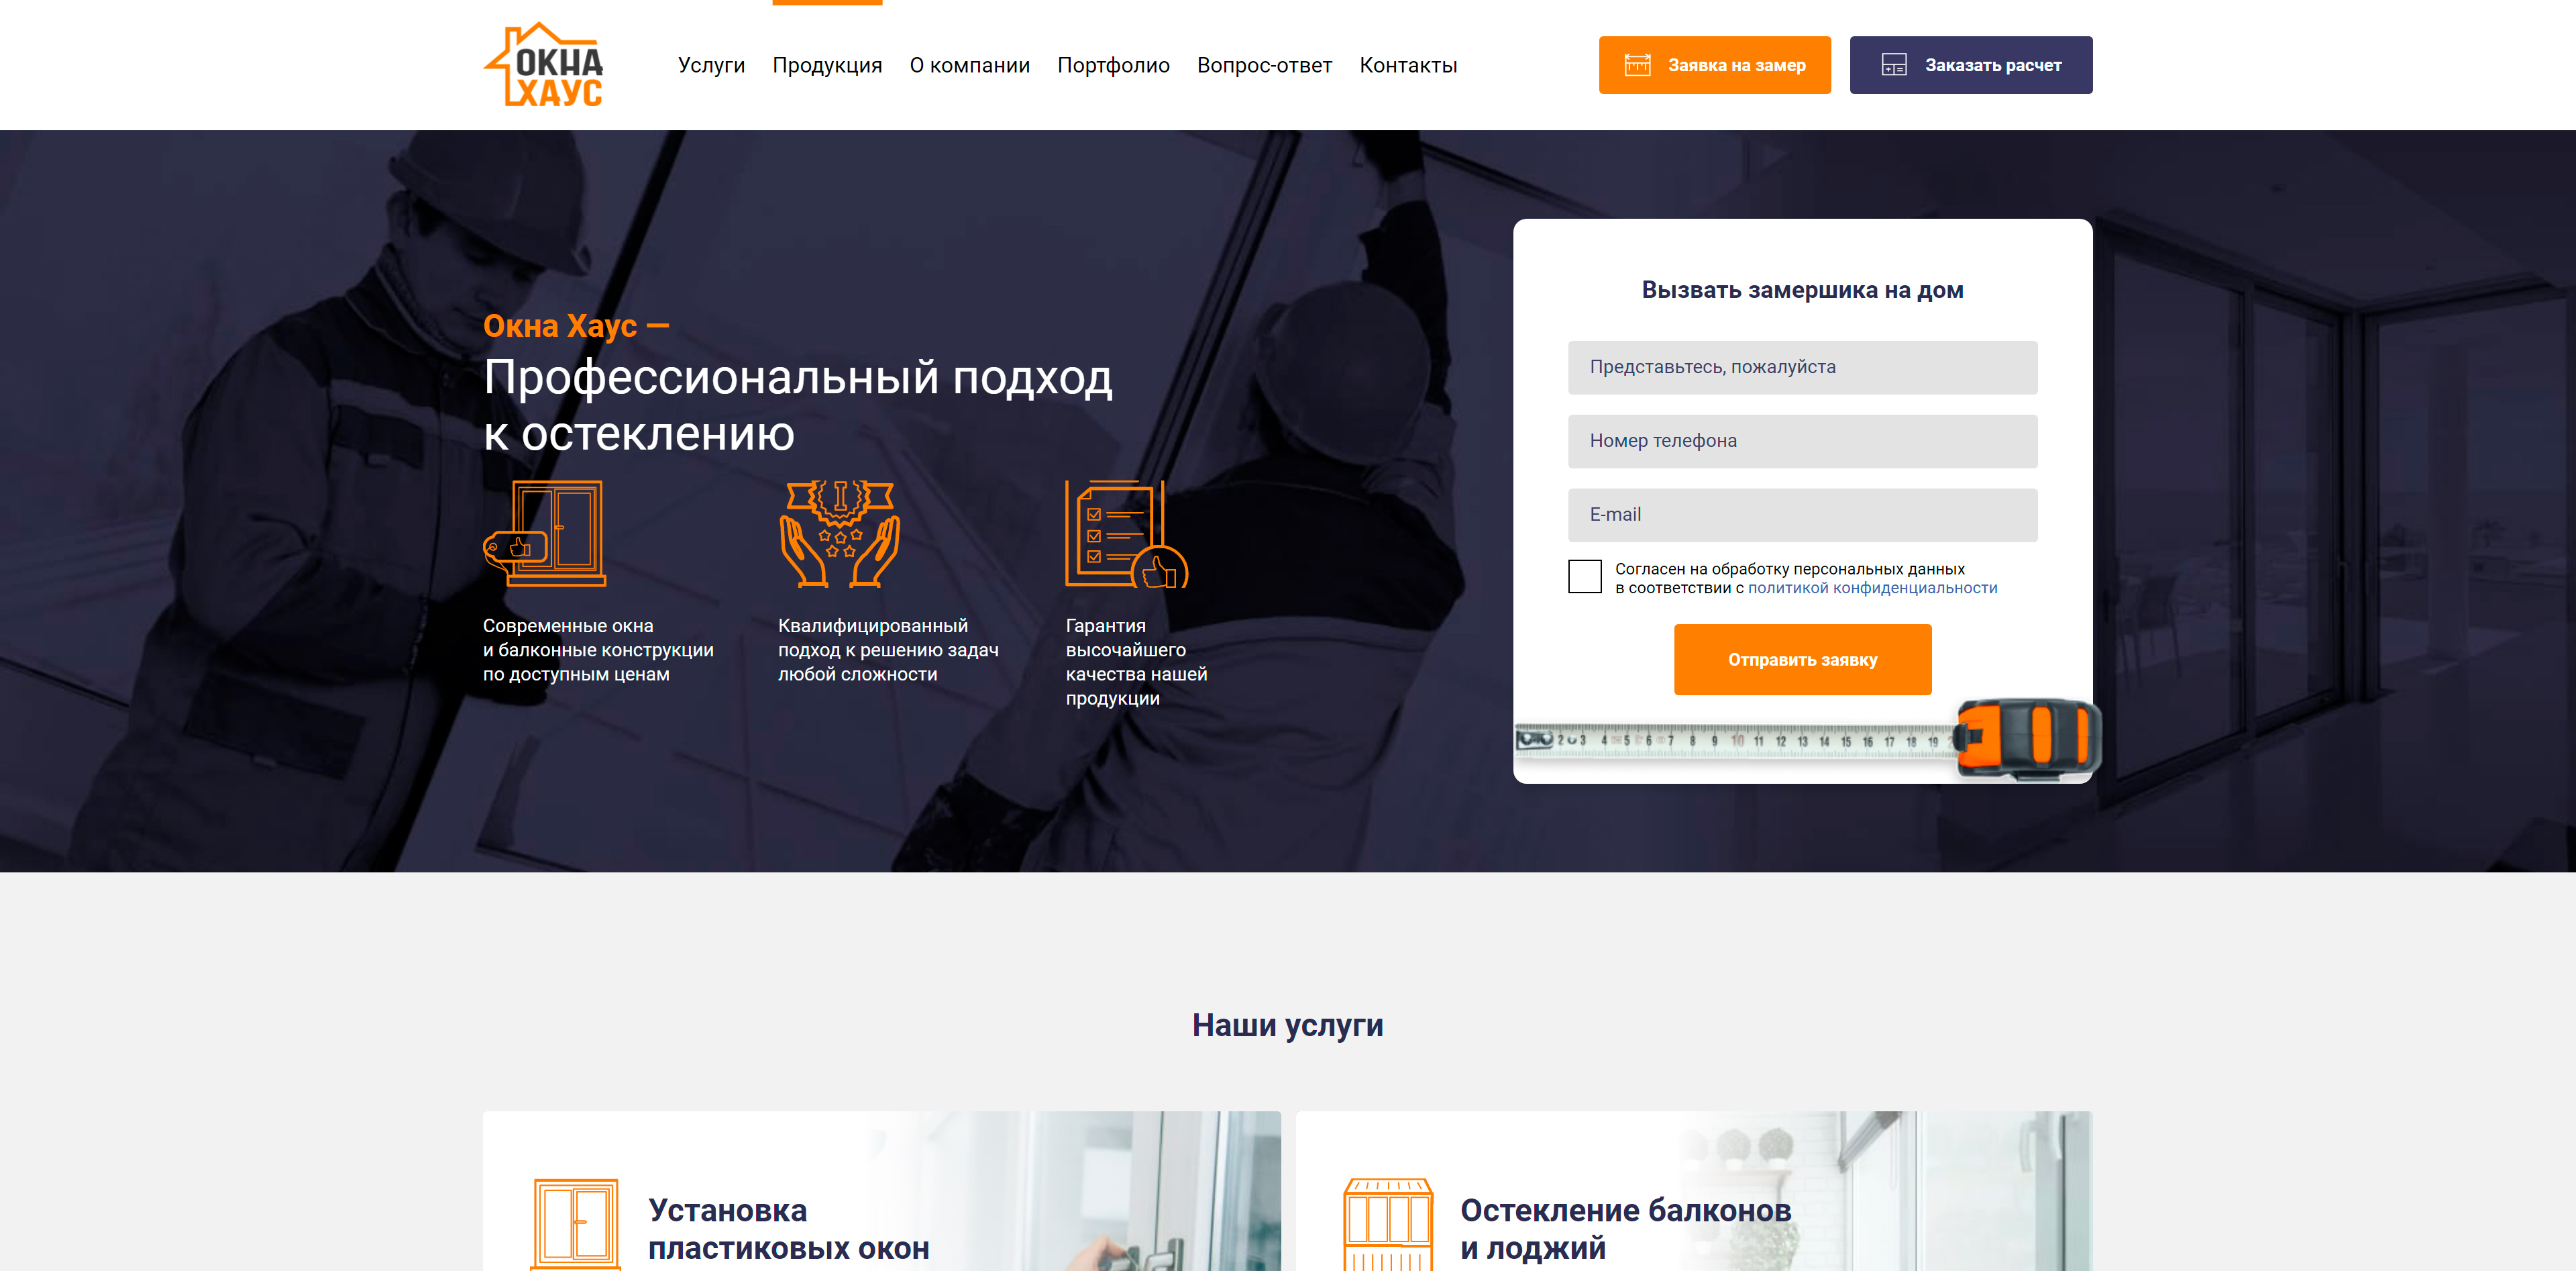 ОКНА
ХАУС
Услуги Продукция О компании Портфолио Вопрос-ответ Контакты
Заявка на замер
Заказать расчет
Окна Хаус —
Профессиональный подход
к остеклению
Современные окна
и балконные конструкции
по доступным ценам
Квалифицированный
подход к решению задач
любой сложности
Гарантия
высочайшего
качества нашей
продукции
Вызвать замершика на дом
Представьтесь, пожалуйста
Номер телефона
E-mail
Согласен на обработку персональных данных
в соответствии с политикой конфиденциальности
Отправить заявку
2 3 4 5 6 7 8 9 10 11 12 13 14 15 16 17 18 19
Наши услуги
Установка
пластиковых окон
Остекление балконов
и лоджий